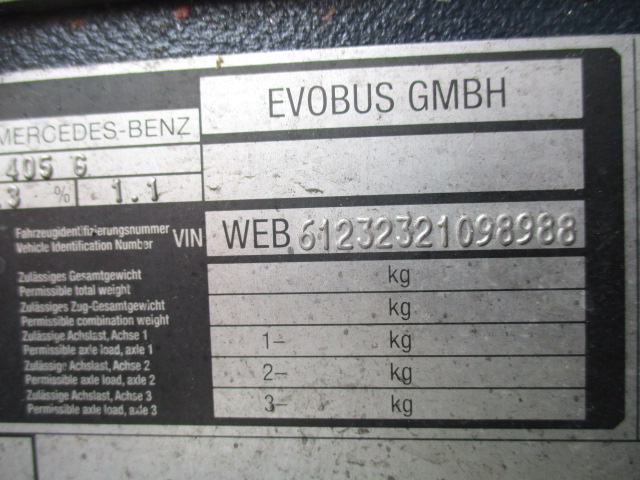 EVOBUS GMBH
MERCEDES-BENZ
405 G
3 % 1.1
Fahrzeugidentifizierungsnummer
Vehicle Identification Number VIN WEB 61232321098988
Zulässiges Gesamtgewicht
Permissible total weight kg
Zulässiges Zug-Gesamtgewicht
Permissible combination weight kg
Zulässige Achslast, Achse 1
Permissible axle load, axle 1 1- kg
Zulässige Achslast, Achse 2
Permissible axle load, axle 2 2- kg
Zulässige Achslast, Achse 3
Permissible axle load, axle 3 3- kg